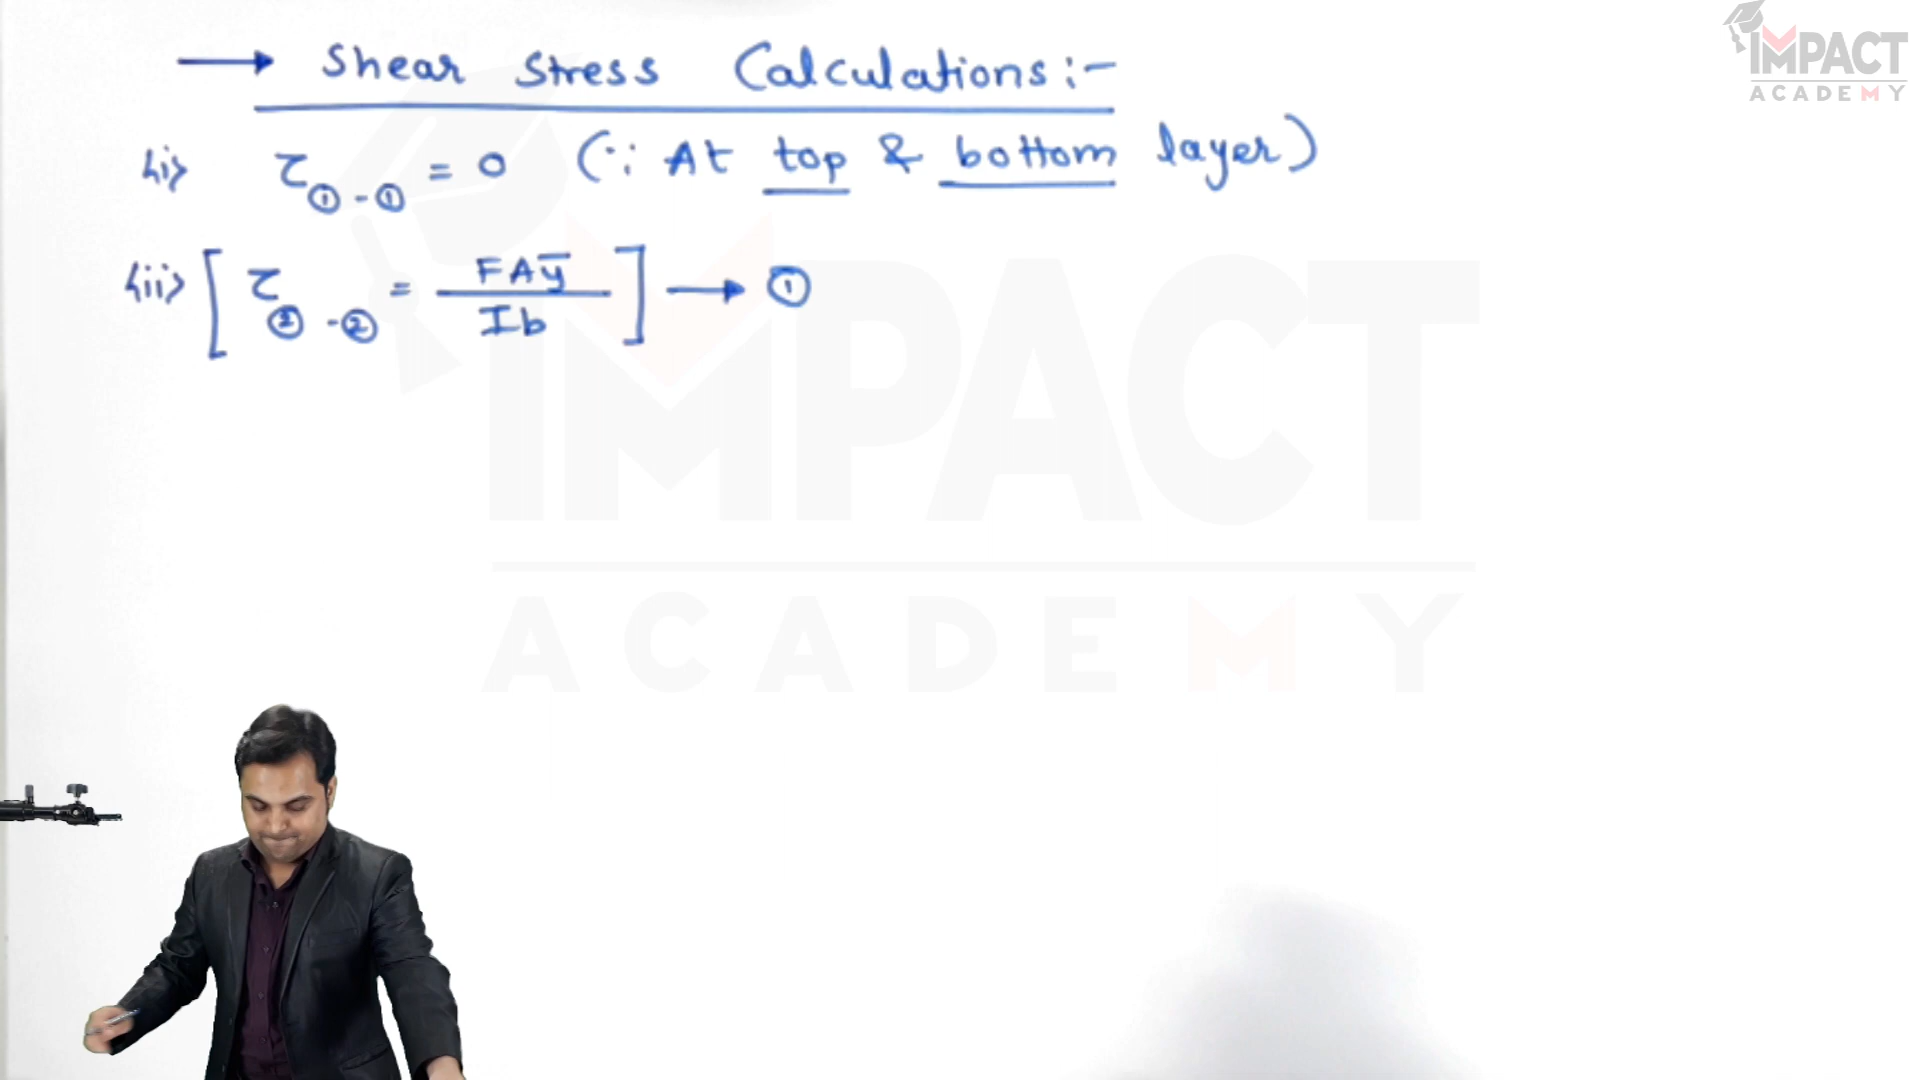 → Shear Stress Calculations :-
(i) τ①-① = 0 (∵ At top & bottom layer)
(ii) [ τ②-② = FAȳ / Ib ] → ①
IMPACT
ACADEMY
IMPACT
ACADEMY